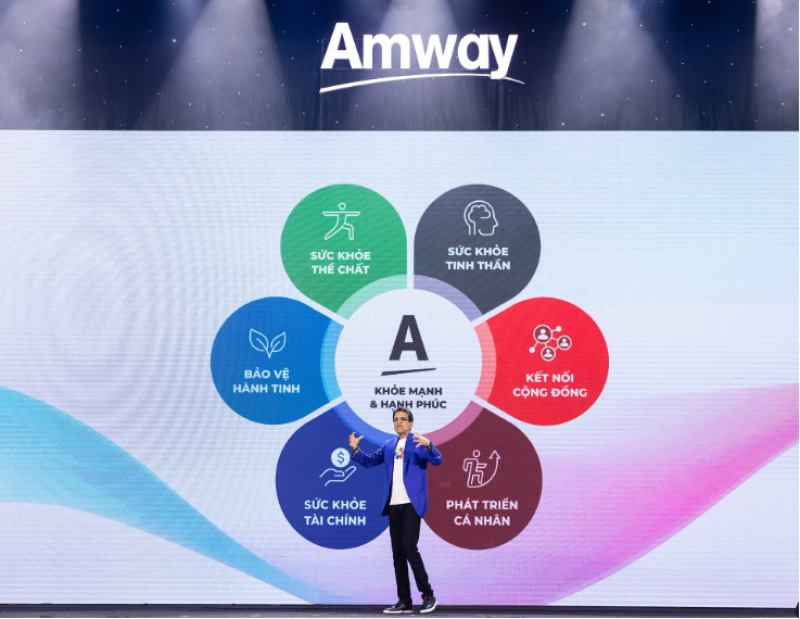 Amway
SỨC KHỎE
THỂ CHẤT
SỨC KHỎE
TINH THẦN
BẢO VỆ
HÀNH TINH
A
KHỎE MẠNH
& HẠNH PHÚC
KẾT NỐI
CỘNG ĐỒNG
$
SỨC KHỎE
TÀI CHÍNH
PHÁT TRIỂN
CÁ NHÂN